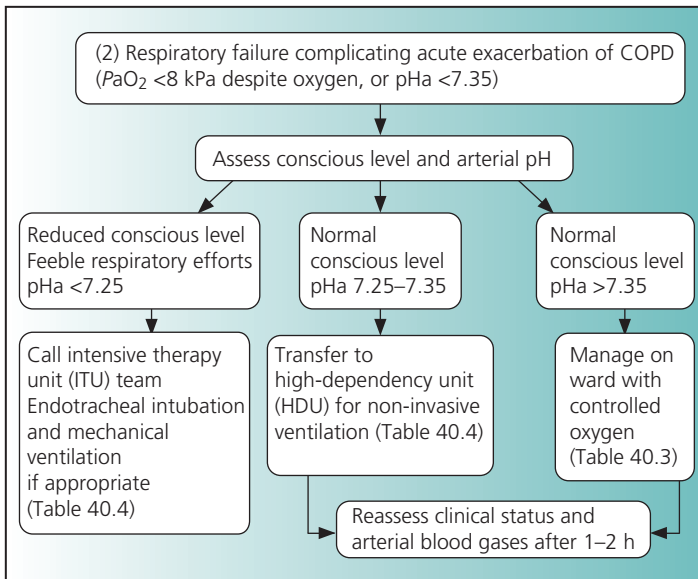 (2) Respiratory failure complicating acute exacerbation of COPD
(PaO₂ <8 kPa despite oxygen, or pHa <7.35)
Assess conscious level and arterial pH
Reduced conscious level
Feeble respiratory efforts
pHa <7.25
Normal
conscious level
pHa 7.25–7.35
Normal
conscious level
pHa >7.35
Call intensive therapy
unit (ITU) team
Endotracheal intubation
and mechanical
ventilation
if appropriate
(Table 40.4)
Transfer to
high-dependency unit
(HDU) for non-invasive
ventilation (Table 40.4)
Manage on
ward with
controlled
oxygen
(Table 40.3)
Reassess clinical status and
arterial blood gases after 1–2 h